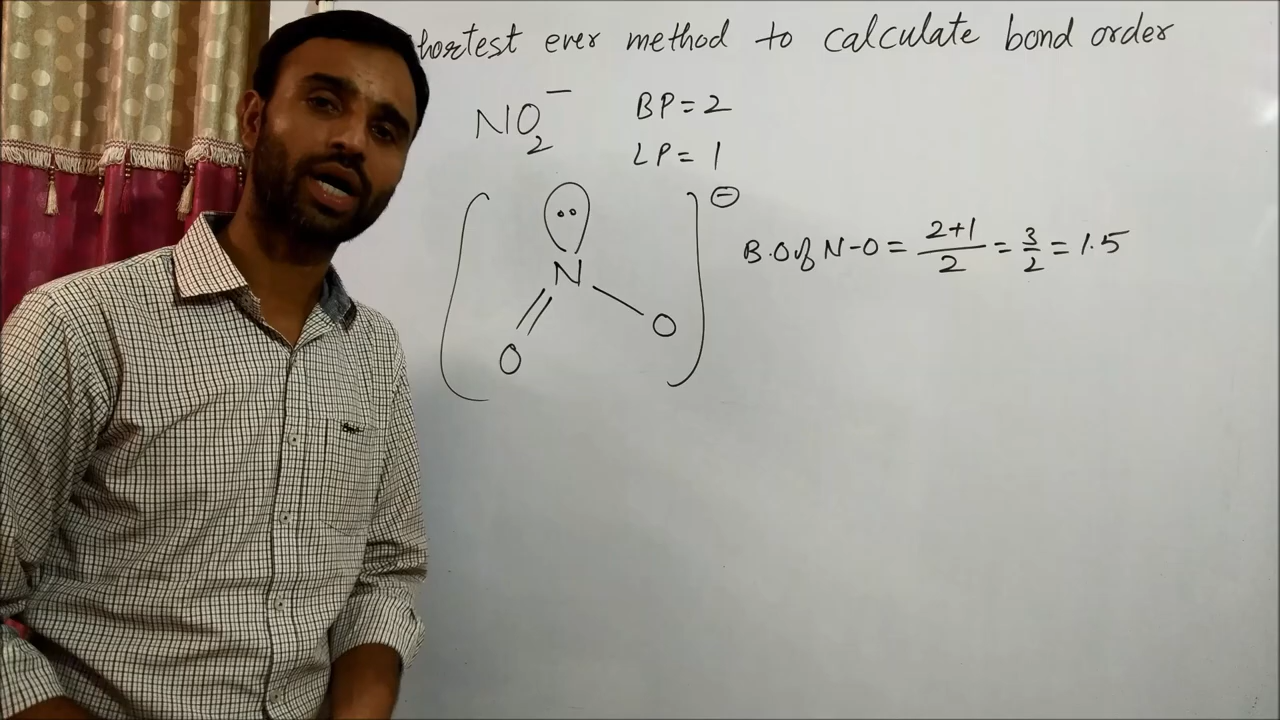 hortest ever method to calculate bond order
NO₂⁻
BP = 2
LP = 1
⊖
N
O
O
B.O of N-O = 2+1/2 = 3/2 = 1.5